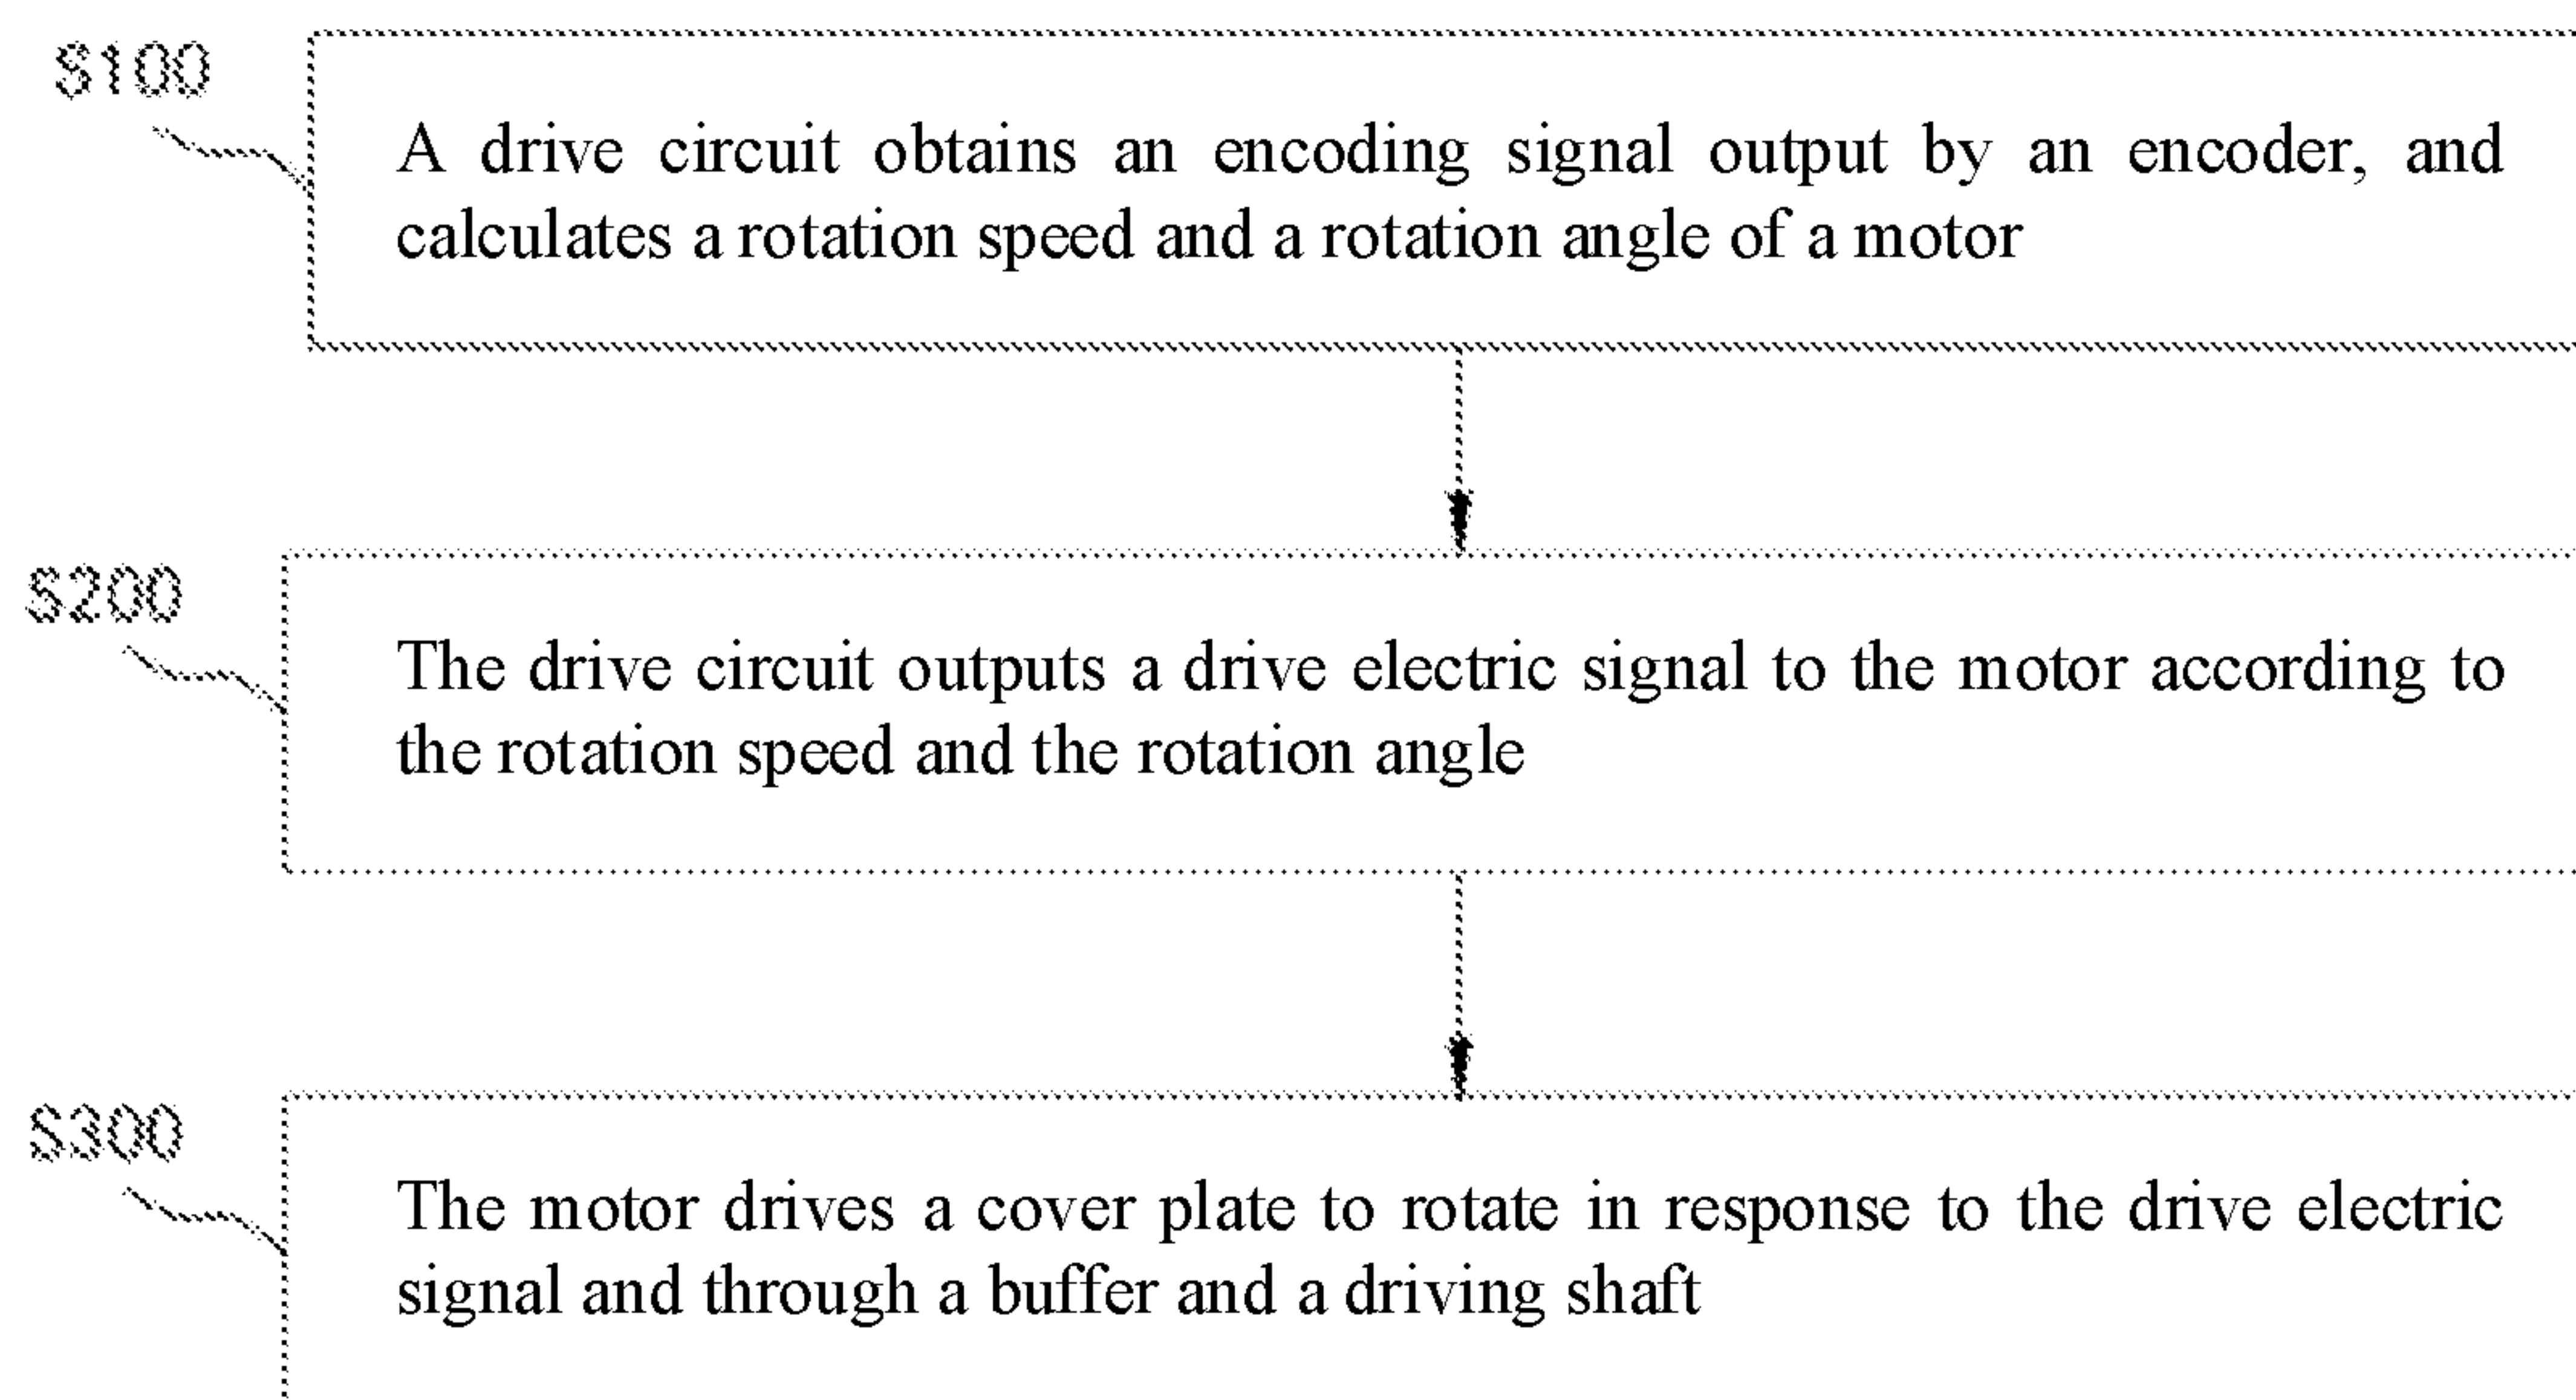 S100
A drive circuit obtains an encoding signal output by an encoder, and
calculates a rotation speed and a rotation angle of a motor
S200
The drive circuit outputs a drive electric signal to the motor according to
the rotation speed and the rotation angle
S300
The motor drives a cover plate to rotate in response to the drive electric
signal and through a buffer and a driving shaft